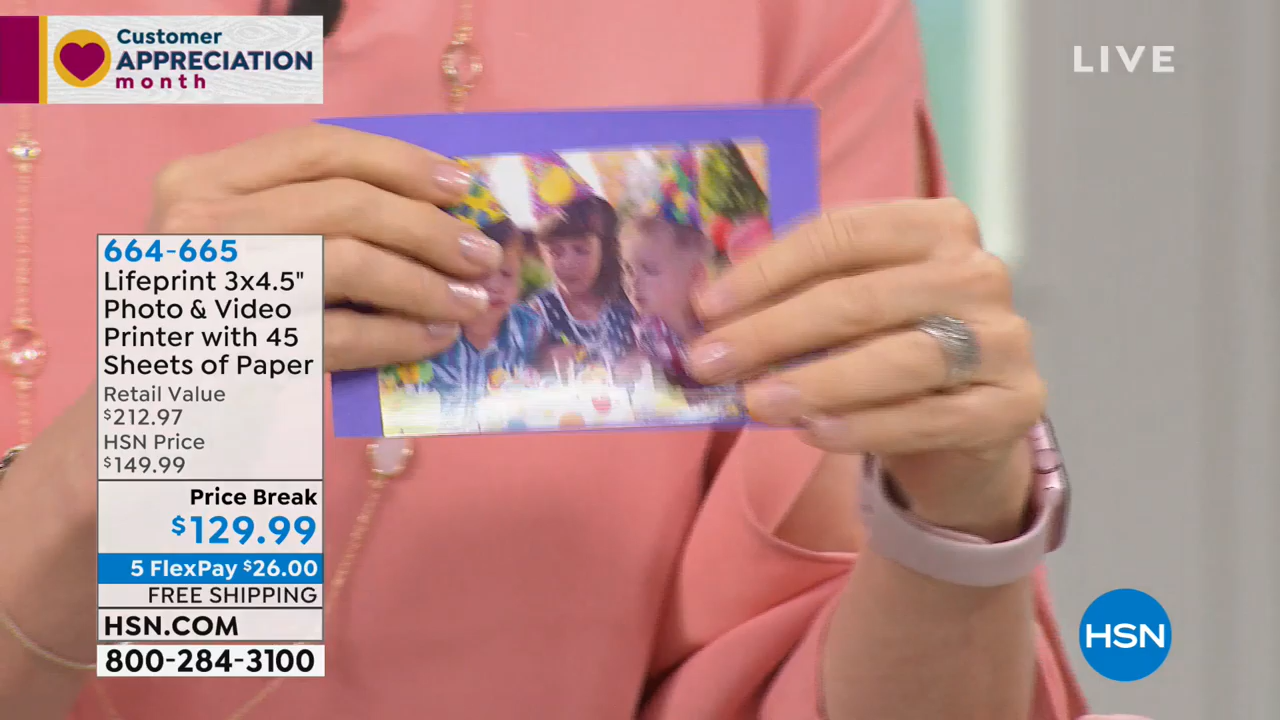 Customer
APPRECIATION
month
LIVE
664-665
Lifeprint 3x4.5"
Photo & Video
Printer with 45
Sheets of Paper
Retail Value
$212.97
HSN Price
$149.99
Price Break
$129.99
5 FlexPay $26.00
FREE SHIPPING
HSN.COM
800-284-3100
HSN